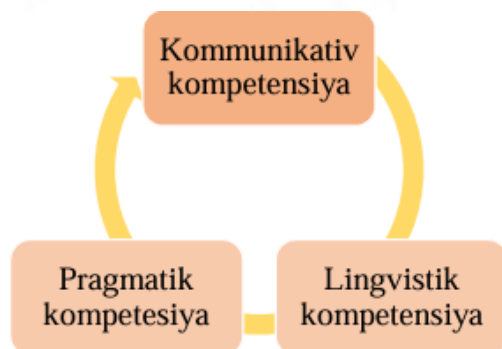 Kommunikativ
kompetensiya
Pragmatik
kompetesiya
Lingvistik
kompetensiya